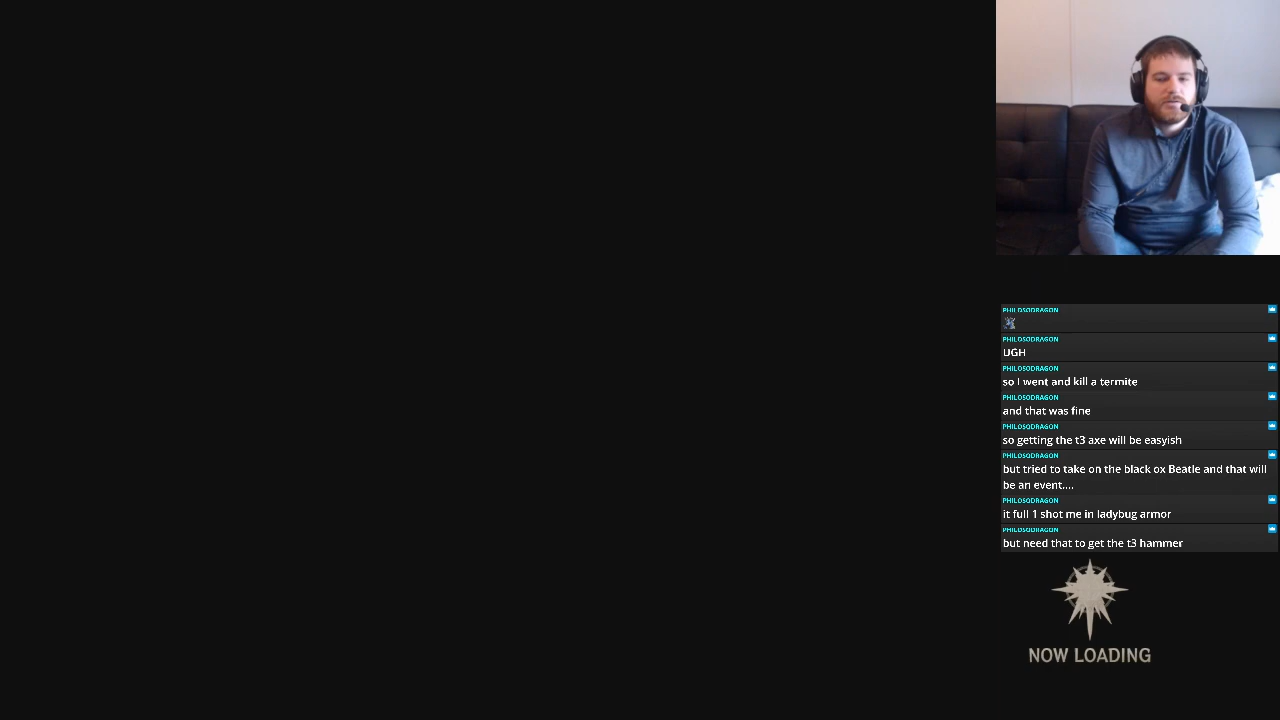 PHILOSODRAGON
PHILOSODRAGON
UGH
PHILOSODRAGON
so I went and kill a termite
PHILOSODRAGON
and that was fine
PHILOSODRAGON
so getting the t3 axe will be easyish
PHILOSODRAGON
but tried to take on the black ox Beatle and that will
be an event....
PHILOSODRAGON
it full 1 shot me in ladybug armor
PHILOSODRAGON
but need that to get the t3 hammer
NOW LOADING